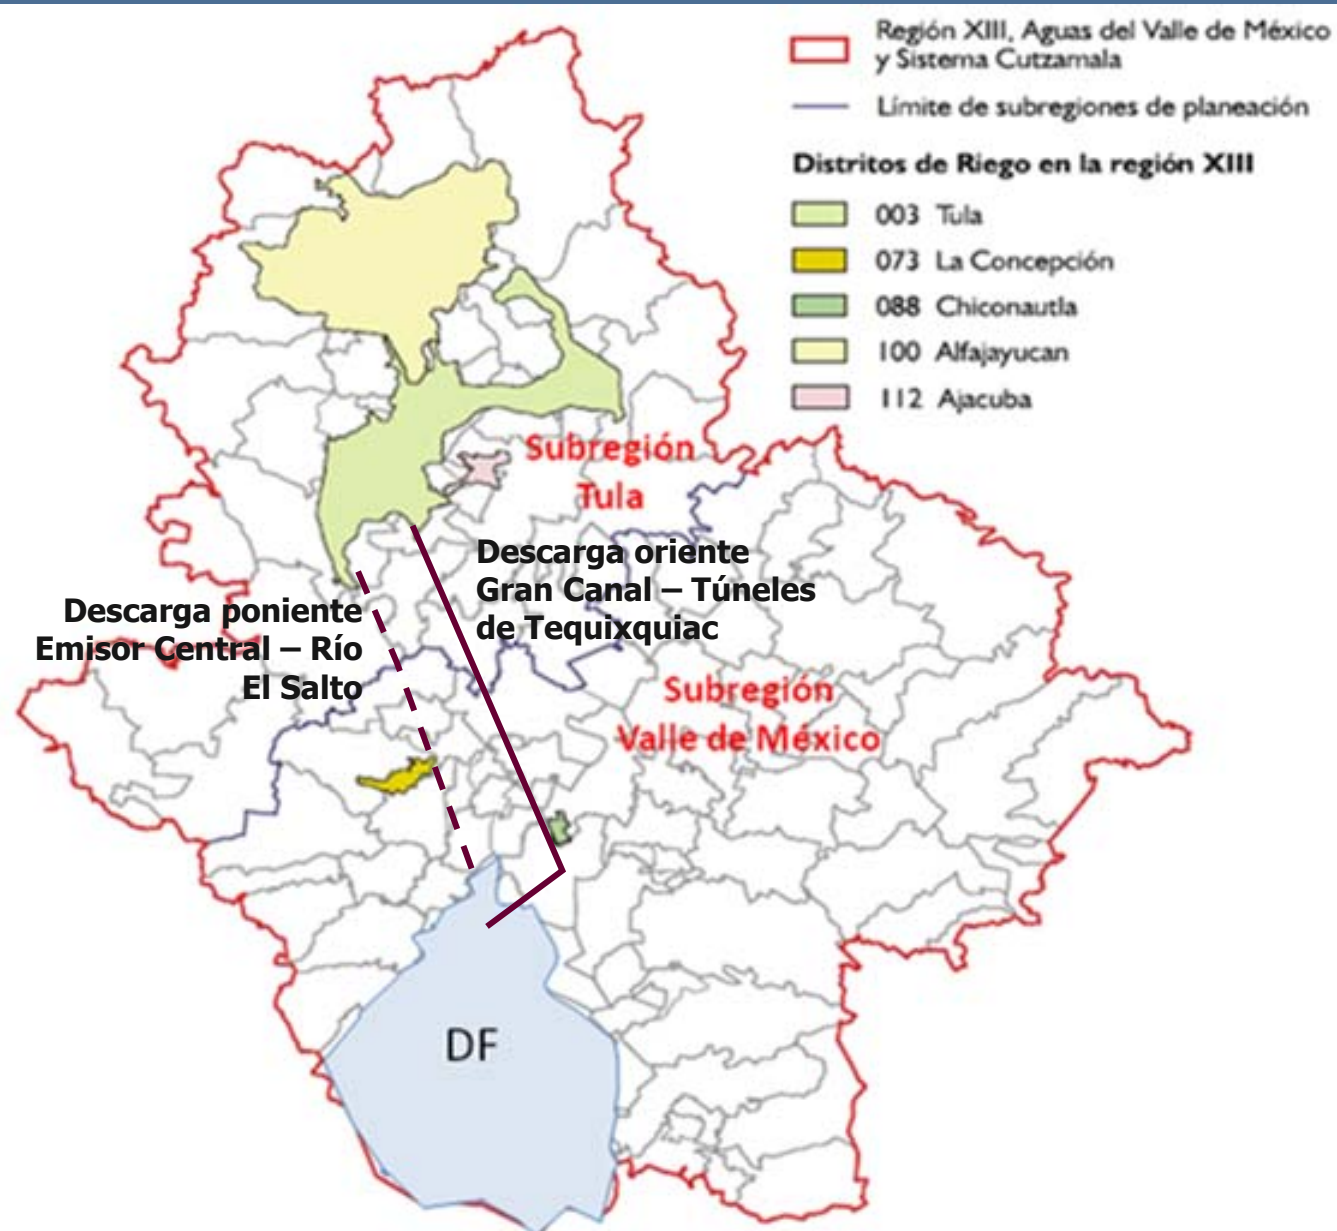 Región XIII, Aguas del Valle de México
y Sistema Cutzamala
Límite de subregiones de planeación
Distritos de Riego en la región XIII
003 Tula
073 La Concepción
088 Chiconautla
100 Alfajayucan
112 Ajacuba
Subregión
Tula
Descarga oriente
Gran Canal – Túneles
de Tequixquiac
Descarga poniente
Emisor Central – Río
El Salto
Subregión
Valle de México
DF